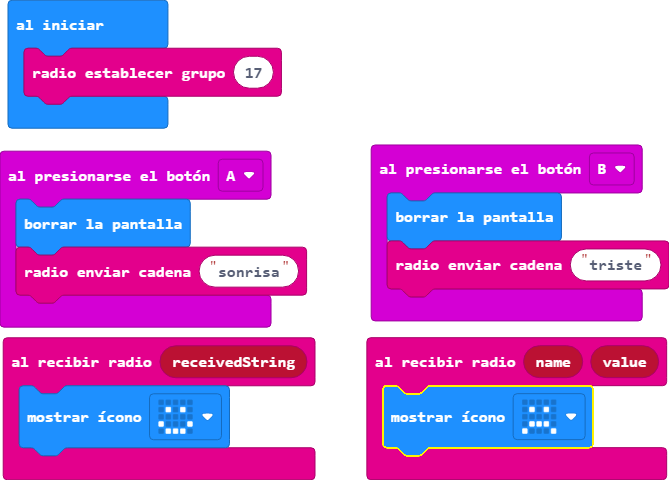 al iniciar
radio establecer grupo 17
al presionarse el botón A
borrar la pantalla
radio enviar cadena "sonrisa"
al presionarse el botón B
borrar la pantalla
radio enviar cadena "triste"
al recibir radio receivedString
mostrar ícono
al recibir radio name value
mostrar ícono